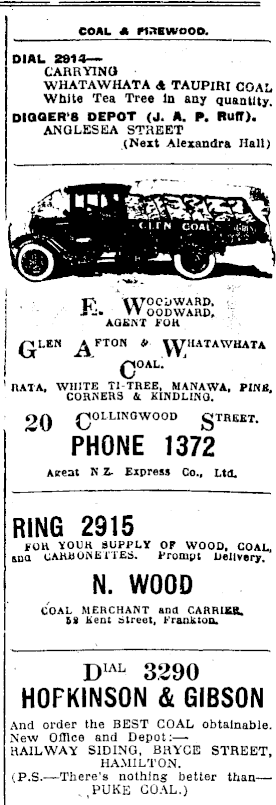 COAL & FIREWOOD.
DIAL 2914—
CARRYING
WHATAWHATA & TAUPIRI COAL
White Tea Tree in any quantity.
DIGGER'S DEPOT (J. A. P. Ruff).
ANGLESEA STREET
(Next Alexandra Hall)
GLEN COAL
E. WOODWARD,
WOODWARD,
AGENT FOR
GLEN AFTON & WHATAWHATA
COAL.
RATA, WHITE TI-TREE, MANAWA, PINE,
CORNERS & KINDLING.
20 COLLINGWOOD STREET.
PHONE 1372
Agent N Z. Express Co., Ltd.
RING 2915
FOR YOUR SUPPLY OF WOOD, COAL,
and CARBONETTES. Prompt Delivery.
N. WOOD
COAL MERCHANT and CARRIER,
58 Kent Street, Frankton.
DIAL 3290
HOPKINSON & GIBSON
And order the BEST COAL obtainable.
New Office and Depot:—
RAILWAY SIDING, BRYCE STREET,
HAMILTON.
(P.S.—There's nothing better than—
PUKE COAL.)